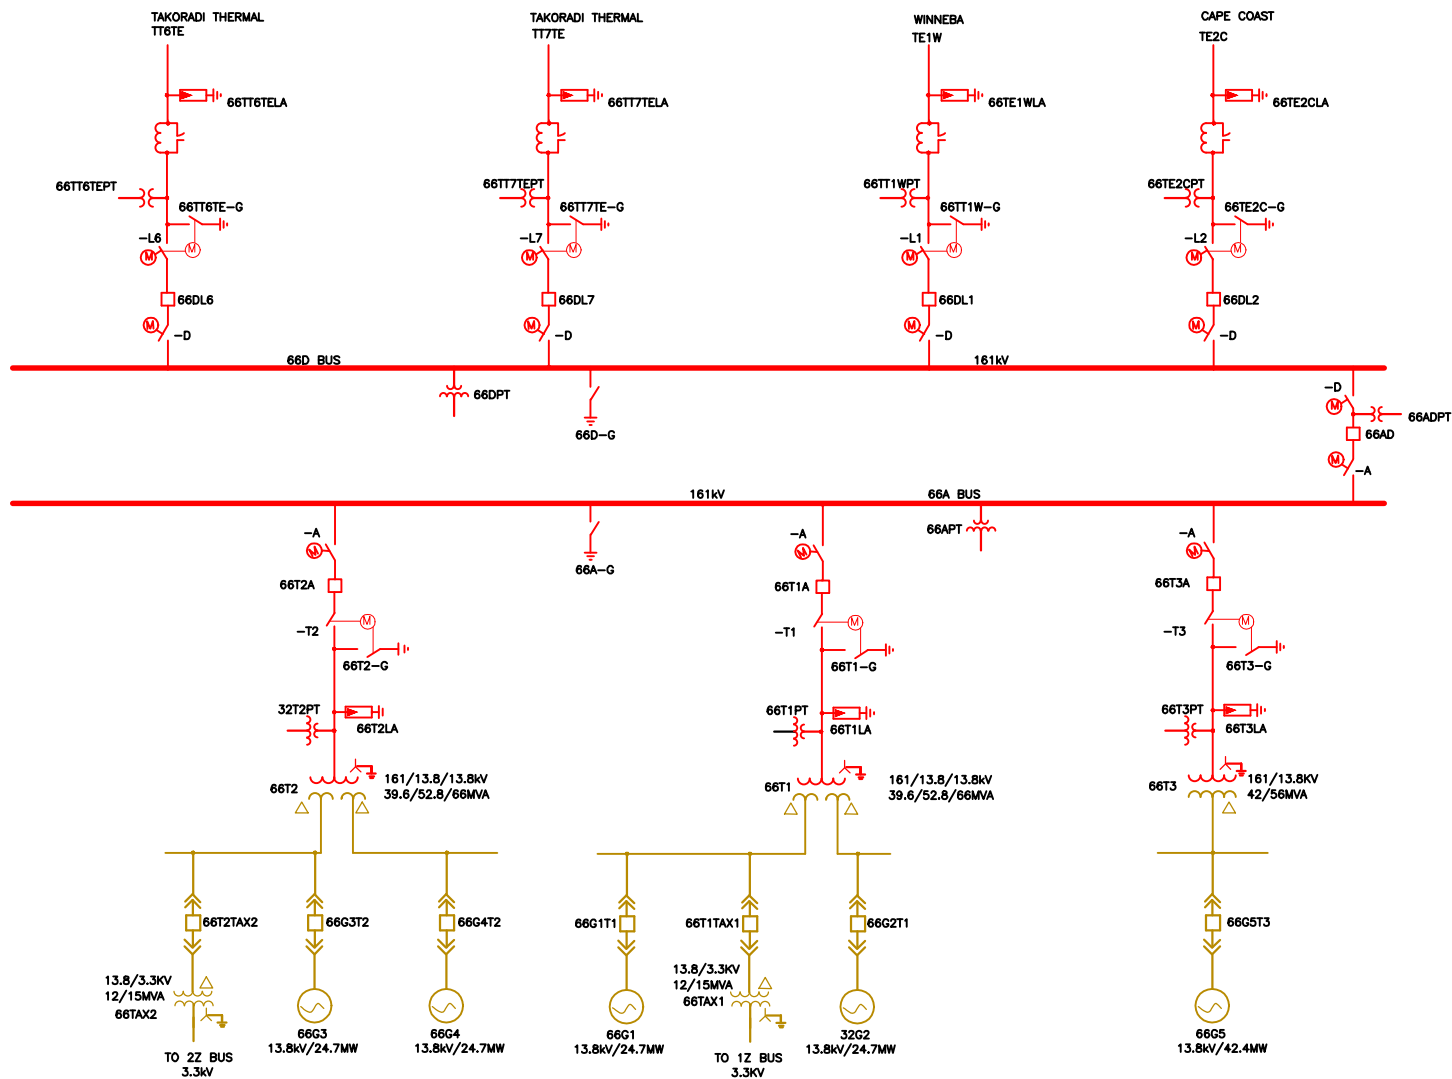 TAKORADI THERMAL
TT6TE
TAKORADI THERMAL
TT7TE
WINNEBA
TE1W
CAPE COAST
TE2C
66TT6TELA
66TT7TELA
66TE1WLA
66TE2CLA
66TT6TEPT
66TT7TEPT
66TT1WPT
66TE2CPT
66TT6TE-G
66TT7TE-G
66TT1W-G
66TE2C-G
-L6
-L7
-L1
-L2
M
M
M
M
M
M
M
M
66DL6
66DL7
66DL1
66DL2
M
-D
M
-D
M
-D
M
-D
66D BUS
161kV
66DPT
66D-G
-D
M
66ADPT
66AD
M
-A
161kV
66A BUS
66APT
66A-G
-A
M
-A
M
-A
M
66T2A
66T1A
66T3A
-T2
M
-T1
M
-T3
M
66T2-G
66T1-G
66T3-G
32T2PT
66T2LA
66T1PT
66T1LA
66T3PT
66T3LA
66T2
161/13.8/13.8kV
39.6/52.8/66MVA
66T1
161/13.8/13.8kV
39.6/52.8/66MVA
66T3
161/13.8KV
42/56MVA
66T2TAX2
66G3T2
66G4T2
66G1T1
66T1TAX1
66G2T1
66G5T3
13.8/3.3KV
12/15MVA
66TAX2
13.8/3.3KV
12/15MVA
66TAX1
66G3
13.8kV/24.7MW
66G4
13.8kV/24.7MW
66G1
13.8kV/24.7MW
32G2
13.8kV/24.7MW
66G5
13.8kV/42.4MW
TO 2Z BUS
3.3kV
TO 1Z BUS
3.3KV